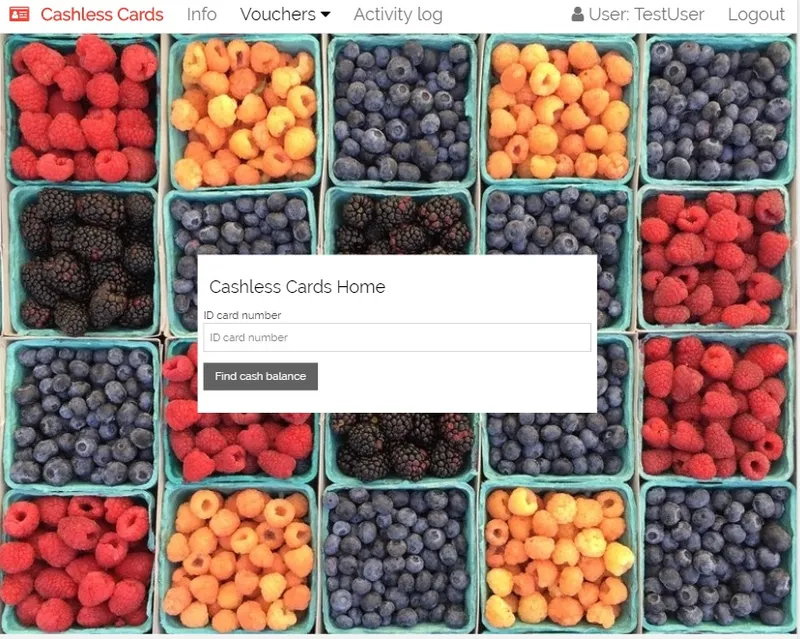 Cashless Cards Info Vouchers Activity log User: TestUser Logout
Cashless Cards Home
ID card number
ID card number
Find cash balance